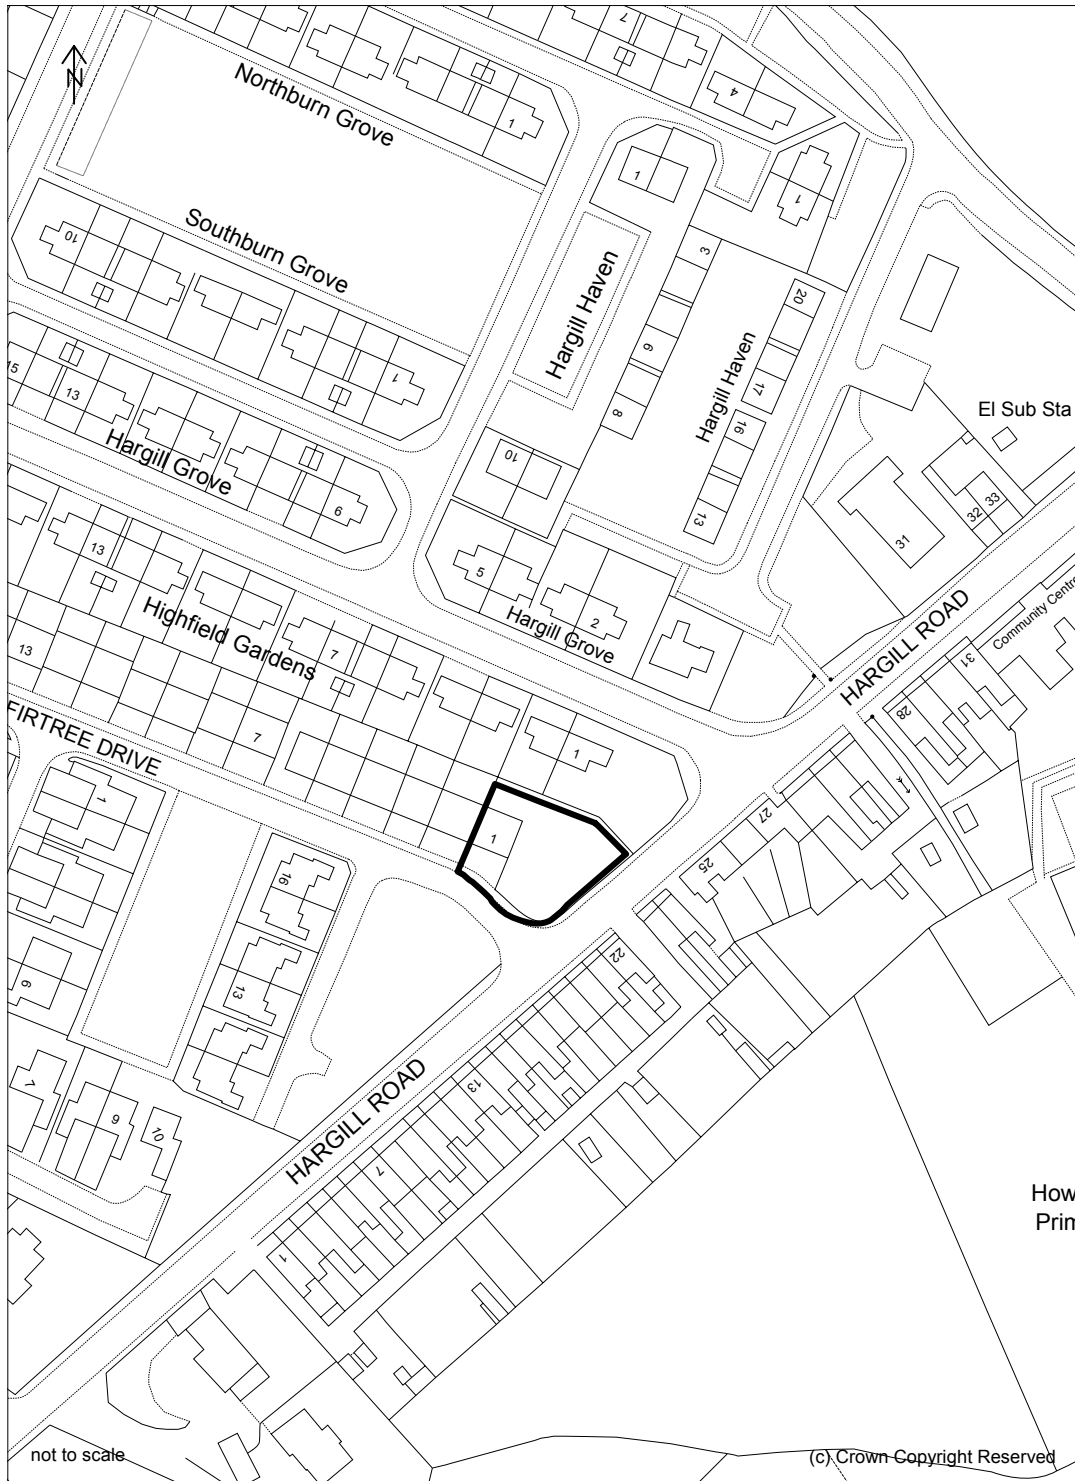 7
4
N
Northburn Grove
1
1
1
Southburn Grove
10
3
Hargill Haven
20
6
Hargill Haven
17
1
15
13
8
16
El Sub Sta
Hargill Grove
10
33
32
6
13
31
13
5
Highfield Gardens
Hargill Grove
2
HARGILL ROAD
Community Centre
31
13
7
28
FIRTREE DRIVE
7
1
1
1
27
25
16
22
13
6
HARGILL ROAD
13
7
7
9
10
How
Prim
1
not to scale
(c) Crown Copyright Reserved